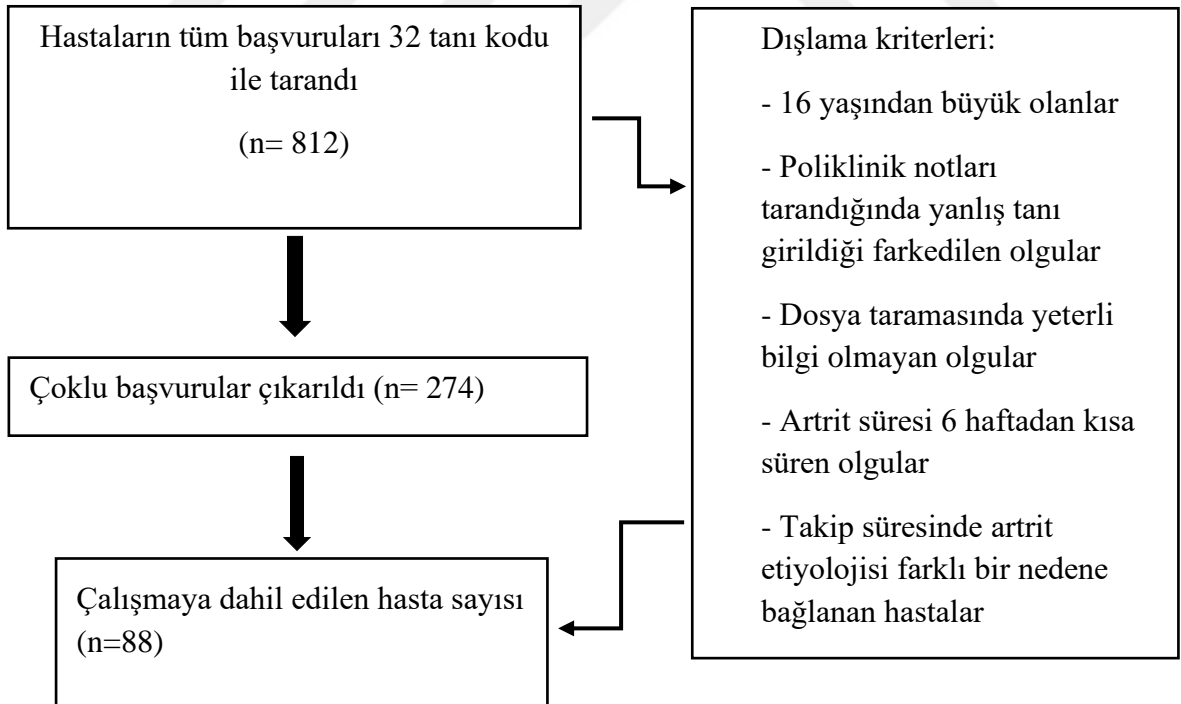 Hastaların tüm başvuruları 32 tanı kodu
ile tarandı
(n= 812)
Çoklu başvurular çıkarıldı (n= 274)
Çalışmaya dahil edilen hasta sayısı
(n=88)
Dışlama kriterleri:
- 16 yaşından büyük olanlar
- Poliklinik notları
tarandığında yanlış tanı
girildiği farkedilen olgular
- Dosya taramasında yeterli
bilgi olmayan olgular
- Artrit süresi 6 haftadan kısa
süren olgular
- Takip süresinde artrit
etiyolojisi farklı bir nedene
bağlanan hastalar